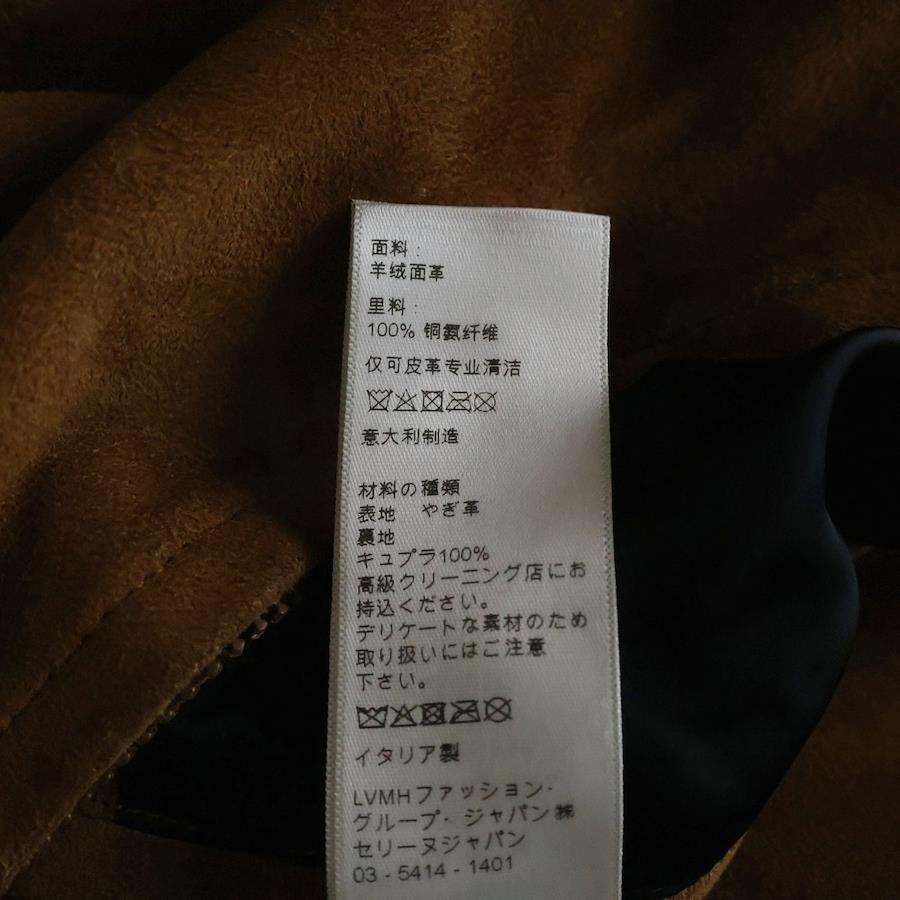 面料：
羊绒面革
里料：
100% 铜氨纤维
仅可皮革专业清洁
意大利制造
材料の種類
表地　やぎ革
裏地
キュプラ100%
高級クリーニング店にお
持込ください。
デリケートな素材のため
取り扱いにはご注意
下さい。
イタリア製
LVMHファッション・
グループ・ジャパン㈱
セリーヌジャパン
03 - 5414 - 1401